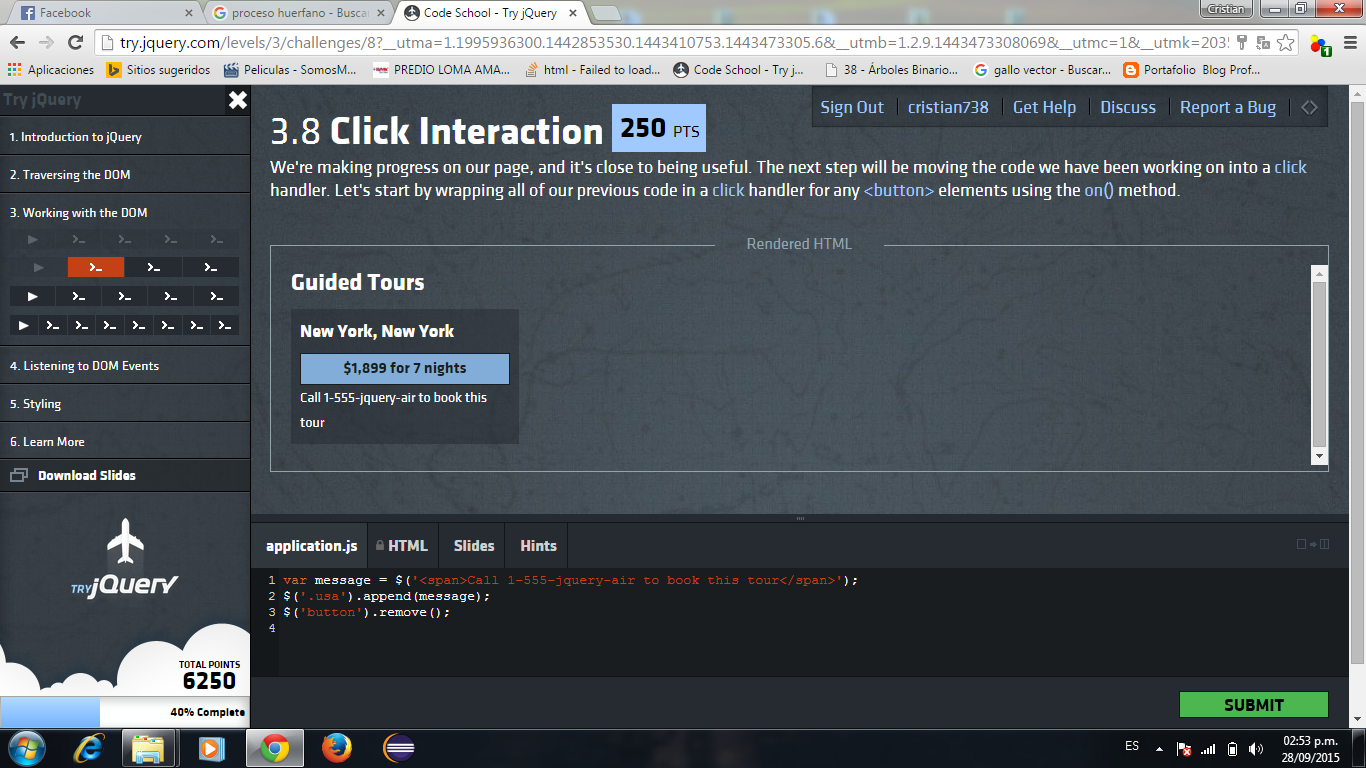 Facebook
proceso huerfano - Busca
Code School - Try jQuery
Cristian
try.jquery.com/levels/3/challenges/8?__utma=1.1995936300.1442853530.1443410753.1443473305.6&__utmb=1.2.9.1443473308069&__utmc=1&__utmk=2035
1
Aplicaciones
Sitios sugeridos
Peliculas - SomosM...
PREDIO LOMA AMA...
html - Failed to load...
Code School - Try j...
38 - Árboles Binario...
gallo vector - Buscar...
Portafolio Blog Prof...
Try jQuery
1. Introduction to jQuery
2. Traversing the DOM
3. Working with the DOM
4. Listening to DOM Events
5. Styling
6. Learn More
Download Slides
TRY jQUERY
TOTAL POINTS
6250
40% Complete
Sign Out
cristian738
Get Help
Discuss
Report a Bug
3.8 Click Interaction 250 PTS
We're making progress on our page, and it's close to being useful. The next step will be moving the code we have been working on into a click
handler. Let's start by wrapping all of our previous code in a click handler for any <button> elements using the on() method.
Rendered HTML
Guided Tours
New York, New York
$1,899 for 7 nights
Call 1-555-jquery-air to book this
tour
application.js
HTML
Slides
Hints
1 var message = $('<span>Call 1-555-jquery-air to book this tour</span>');
2 $('.usa').append(message);
3 $('button').remove();
4
SUBMIT
ES
02:53 p.m.
28/09/2015